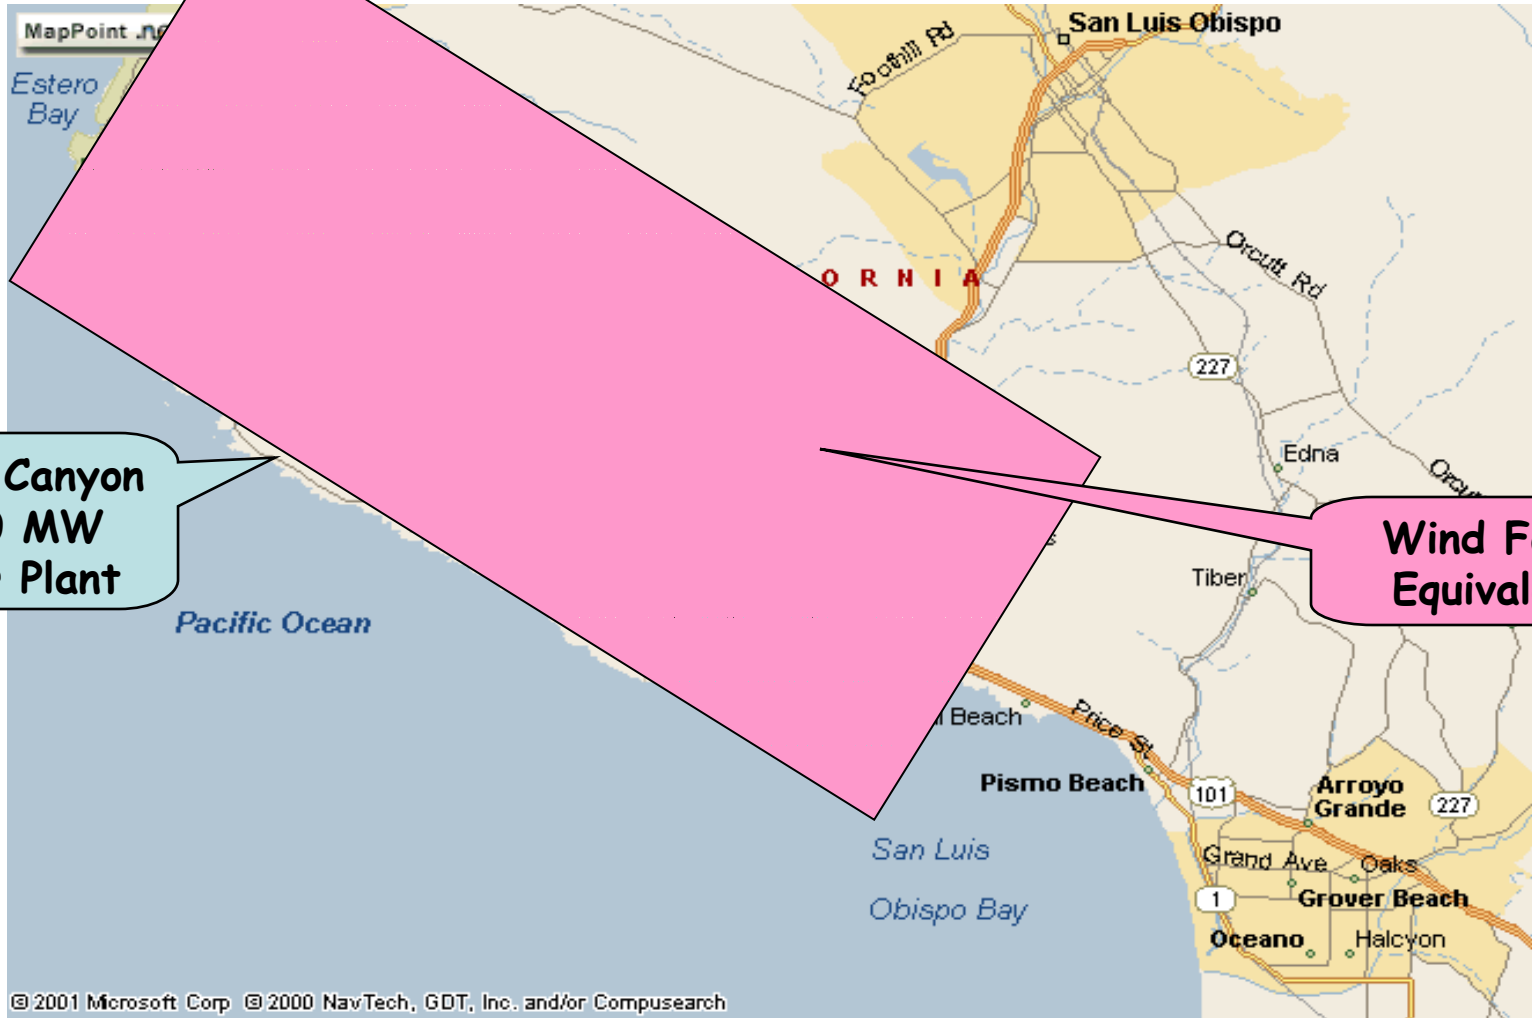 MapPoint .ne
San Luis Obispo
Foothill Rd
Estero
Bay
O R N I A
Orcutt Rd
227
Edna
Canyon
MW
Plant
Wind F
Equival
Tiber
Pacific Ocean
Beach
Price St
Pismo Beach
101
Arroyo
Grande
227
San Luis
Obispo Bay
Grand Ave
Oaks
1
Grover Beach
Oceano
Halcyon
© 2001 Microsoft Corp © 2000 NavTech, GDT, Inc. and/or Compusearch